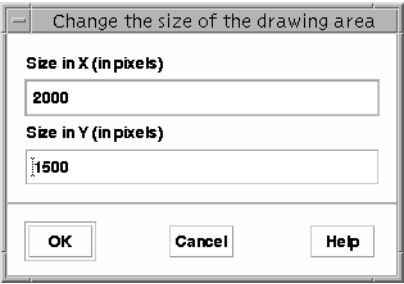 Change the size of the drawing area
Size in X (in pixels)
2000
Size in Y (in pixels)
1500
OK
Cancel
Help